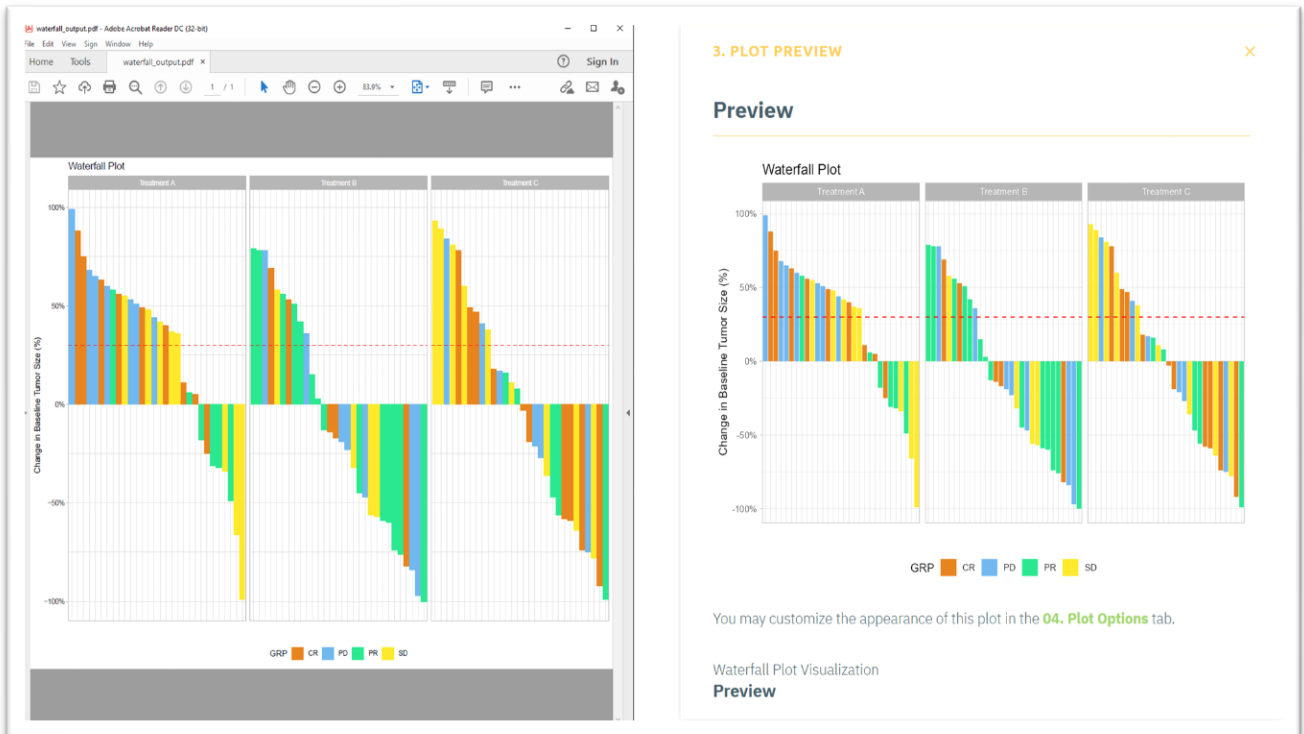 waterfall_output.pdf - Adobe Acrobat Reader DC (32-bit)
File Edit View Sign Window Help
Home Tools waterfall_output.pdf × Sign In
1 / 1 83.9%
Waterfall Plot
Treatment A Treatment B Treatment C
100%
50%
0%
−50%
−100%
Change in Baseline Tumor Size (%)
GRP CR PD PR SD
3. PLOT PREVIEW
Preview
Waterfall Plot
Treatment A Treatment B Treatment C
100%
50%
0%
-50%
-100%
Change in Baseline Tumor Size (%)
GRP CR PD PR SD
You may customize the appearance of this plot in the 04. Plot Options tab.
Waterfall Plot Visualization
Preview